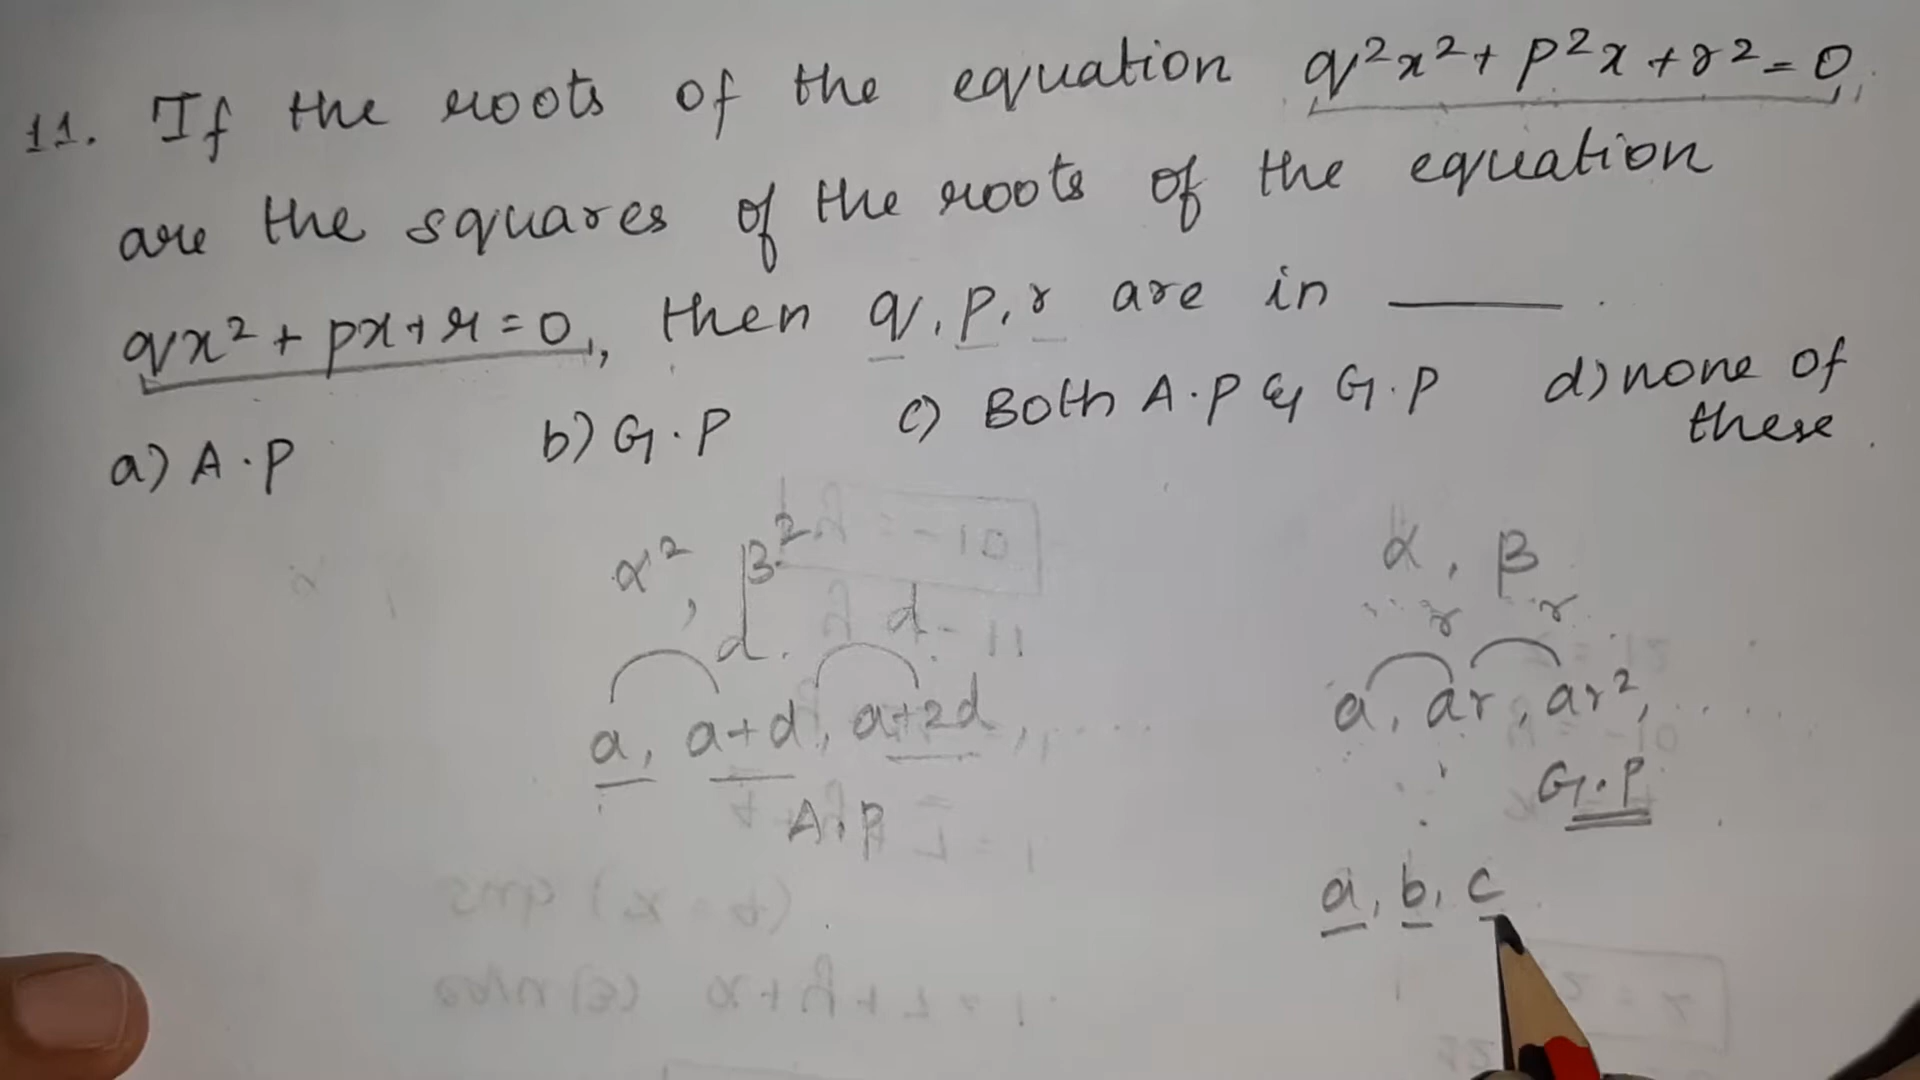 11. If the roots of the equation q²x² + p²x + r² = 0,
are the squares of the roots of the equation
qx² + px + r = 0, then q, p, r are in ______.
a) A.P b) G.P c) Both A.P & G.P d) none of
these.
α², β² α, β
d. d r r
a, a+d, a+2d, ..... a, ar, ar², .....
A.P G.P
a, b, c